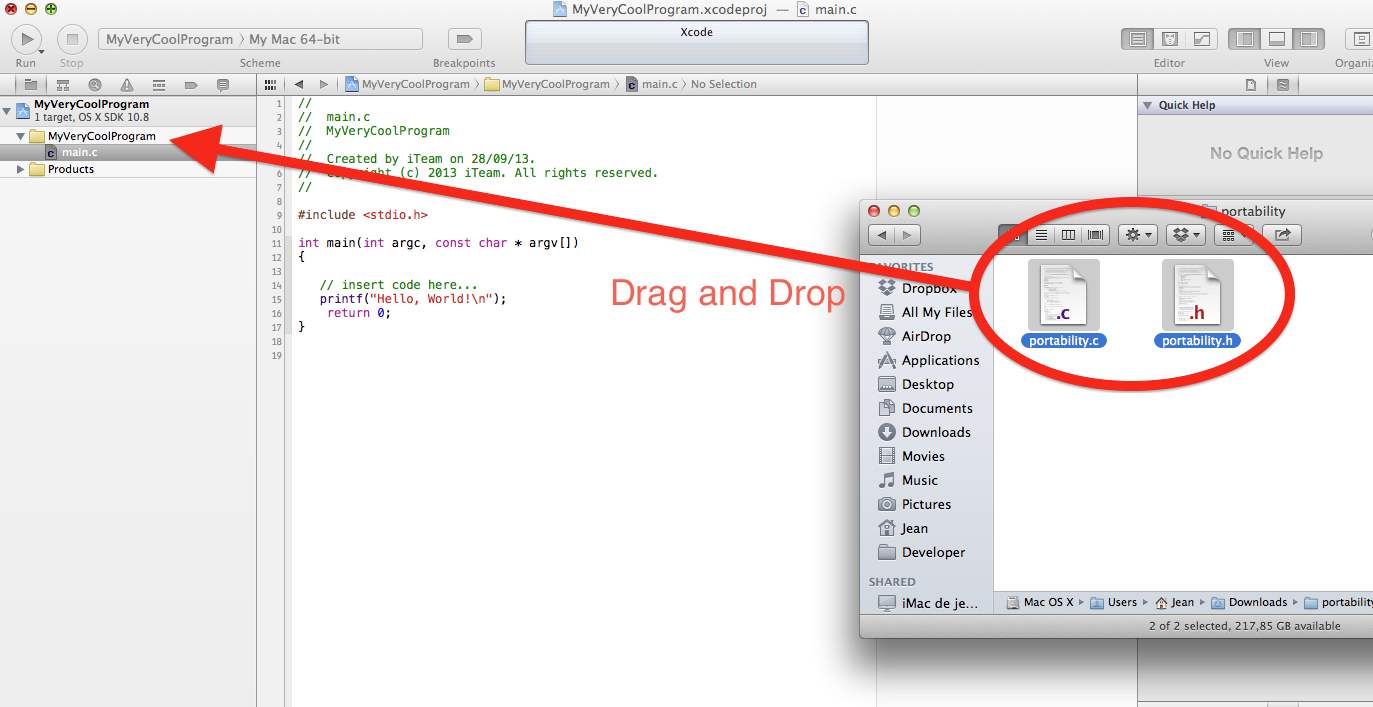 MyVeryCoolProgram.xcodeproj — main.c
MyVeryCoolProgram 〉 My Mac 64-bit
Xcode
Run
Stop
Scheme
Breakpoints
Editor
View
Organi
MyVeryCoolProgram
1 target, OS X SDK 10.8
MyVeryCoolProgram
main.c
Products
MyVeryCoolProgram 〉 MyVeryCoolProgram 〉 main.c 〉 No Selection
1 //
2 //  main.c
3 //  MyVeryCoolProgram
4 //
5 //  Created by iTeam on 28/09/13.
6 //  Copyright (c) 2013 iTeam. All rights reserved.
7 //
8
9 #include <stdio.h>
10
11 int main(int argc, const char * argv[])
12 {
13
14    // insert code here...
15    printf("Hello, World!\n");
16     return 0;
17 }
18
19
Quick Help
No Quick Help
Drag and Drop
portability
FAVORITES
Dropbox
All My Files
AirDrop
Applications
Desktop
Documents
Downloads
Movies
Music
Pictures
Jean
Developer
SHARED
iMac de je...
.c
.h
portability.c
portability.h
Mac OS X ▸ Users ▸ Jean ▸ Downloads ▸ portability
2 of 2 selected, 217,85 GB available